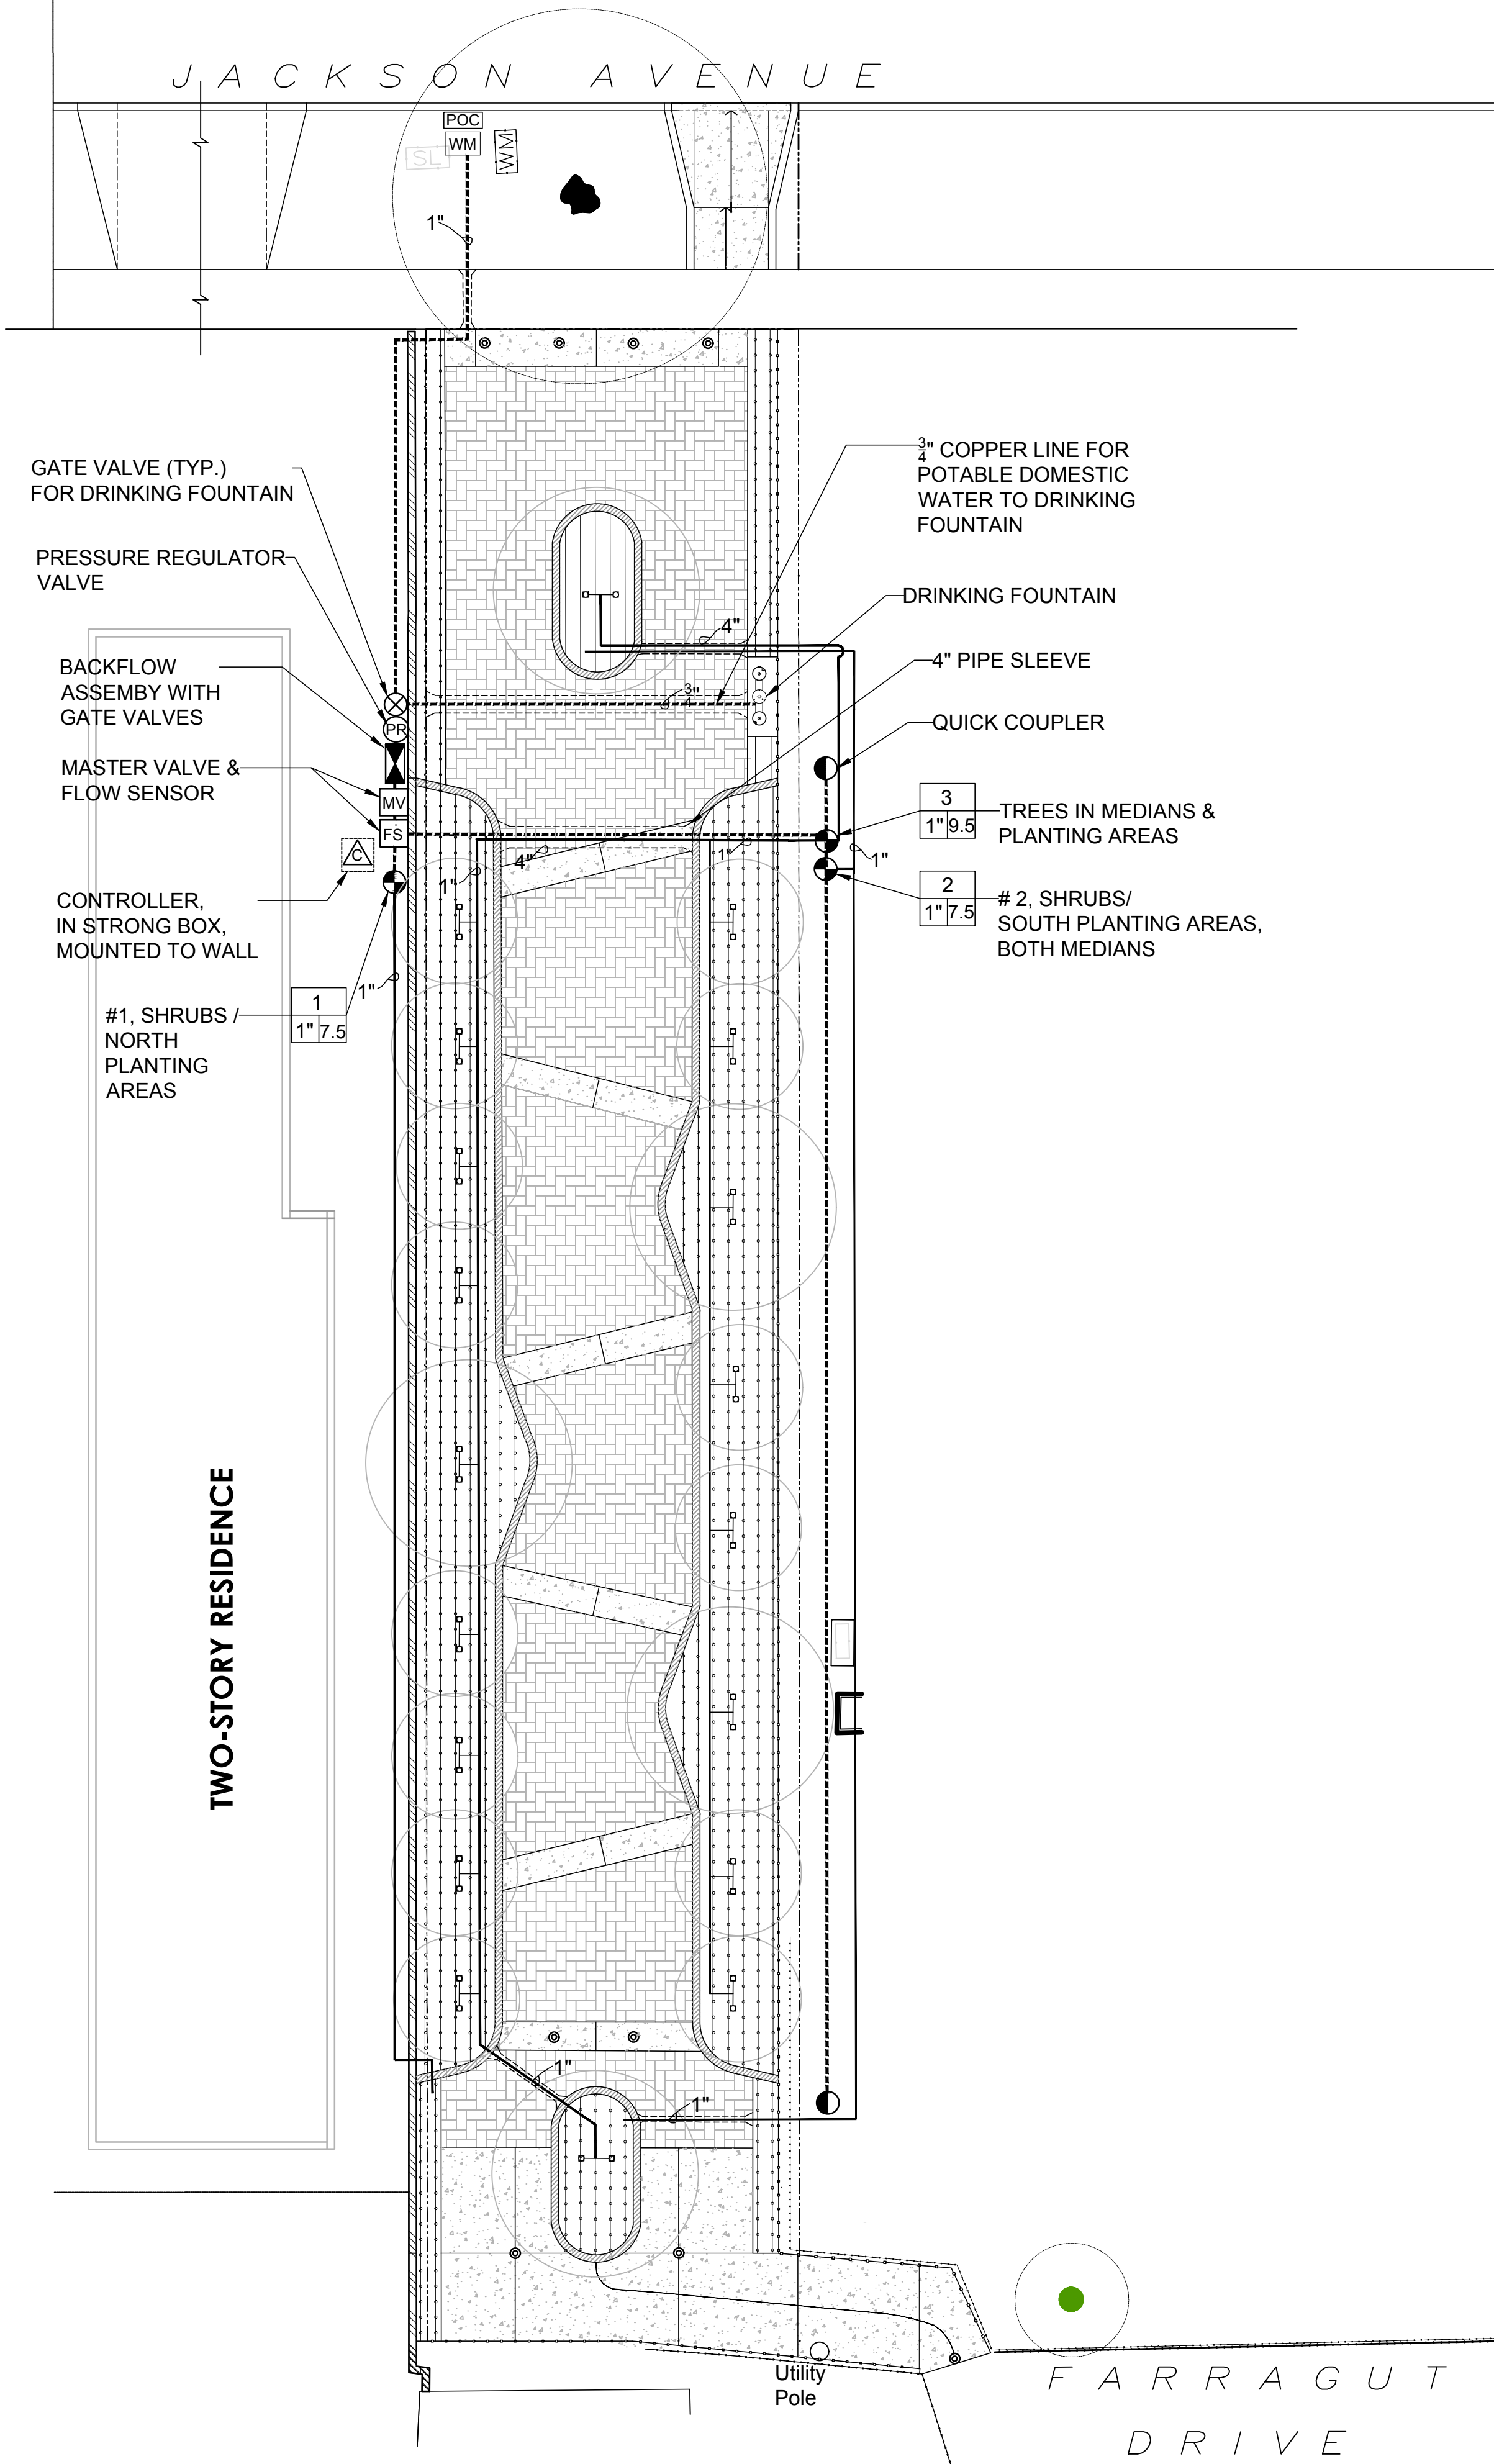 JACKSON AVENUE
POC
WM
WM
SL
1"
GATE VALVE (TYP.)
FOR DRINKING FOUNTAIN
PRESSURE REGULATOR
VALVE
BACKFLOW
ASSEMBY WITH
GATE VALVES
MASTER VALVE &
FLOW SENSOR
CONTROLLER,
IN STRONG BOX,
MOUNTED TO WALL
#1, SHRUBS /
NORTH
PLANTING
AREAS
1
1" 7.5
1"
PR
MV
FS
C
1"
4"
3/4"
4"
1"
1"
3/4" COPPER LINE FOR
POTABLE DOMESTIC
WATER TO DRINKING
FOUNTAIN
DRINKING FOUNTAIN
4" PIPE SLEEVE
QUICK COUPLER
3
1" 9.5
TREES IN MEDIANS &
PLANTING AREAS
2
1" 7.5
# 2, SHRUBS/
SOUTH PLANTING AREAS,
BOTH MEDIANS
TWO-STORY RESIDENCE
1"
1"
Utility
Pole
FARRAGUT
DRIVE